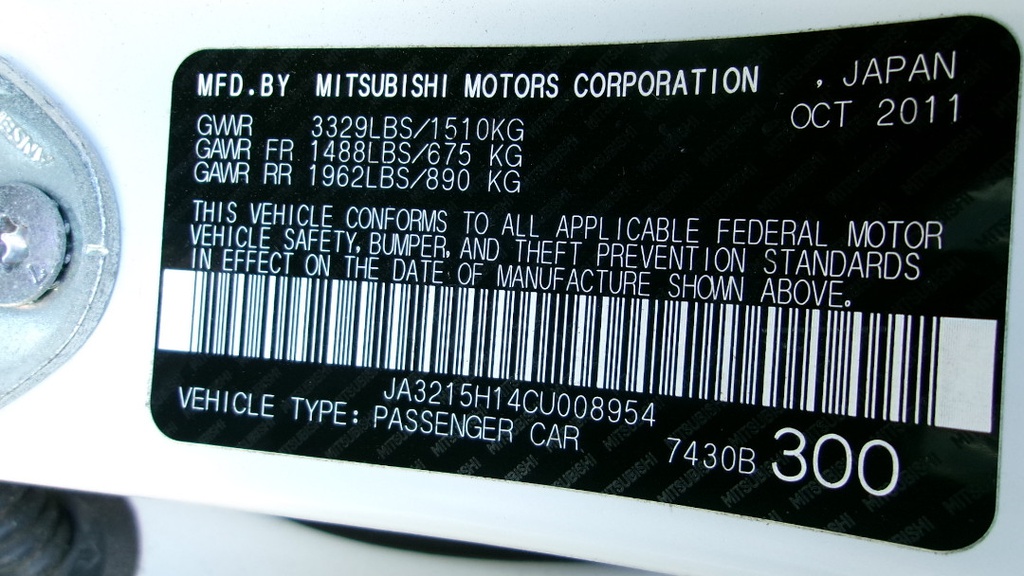 MFD.BY MITSUBISHI MOTORS CORPORATION , JAPAN
OCT 2011
GVWR 3329LBS/1510KG
GAWR FR 1488LBS/675 KG
GAWR RR 1962LBS/890 KG
THIS VEHICLE CONFORMS TO ALL APPLICABLE FEDERAL MOTOR
VEHICLE SAFETY, BUMPER, AND THEFT PREVENTION STANDARDS
IN EFFECT ON THE DATE OF MANUFACTURE SHOWN ABOVE.
JA3215H14CU008954
VEHICLE TYPE: PASSENGER CAR
7430B 300